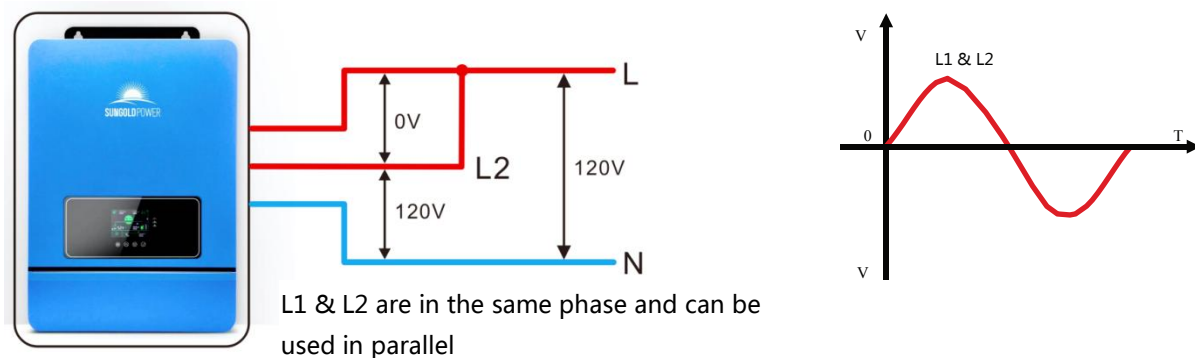 SUNGOLDPOWER
L
0V
L2
120V
120V
N
L1 & L2 are in the same phase and can be
used in parallel
V
L1 & L2
0
T
V